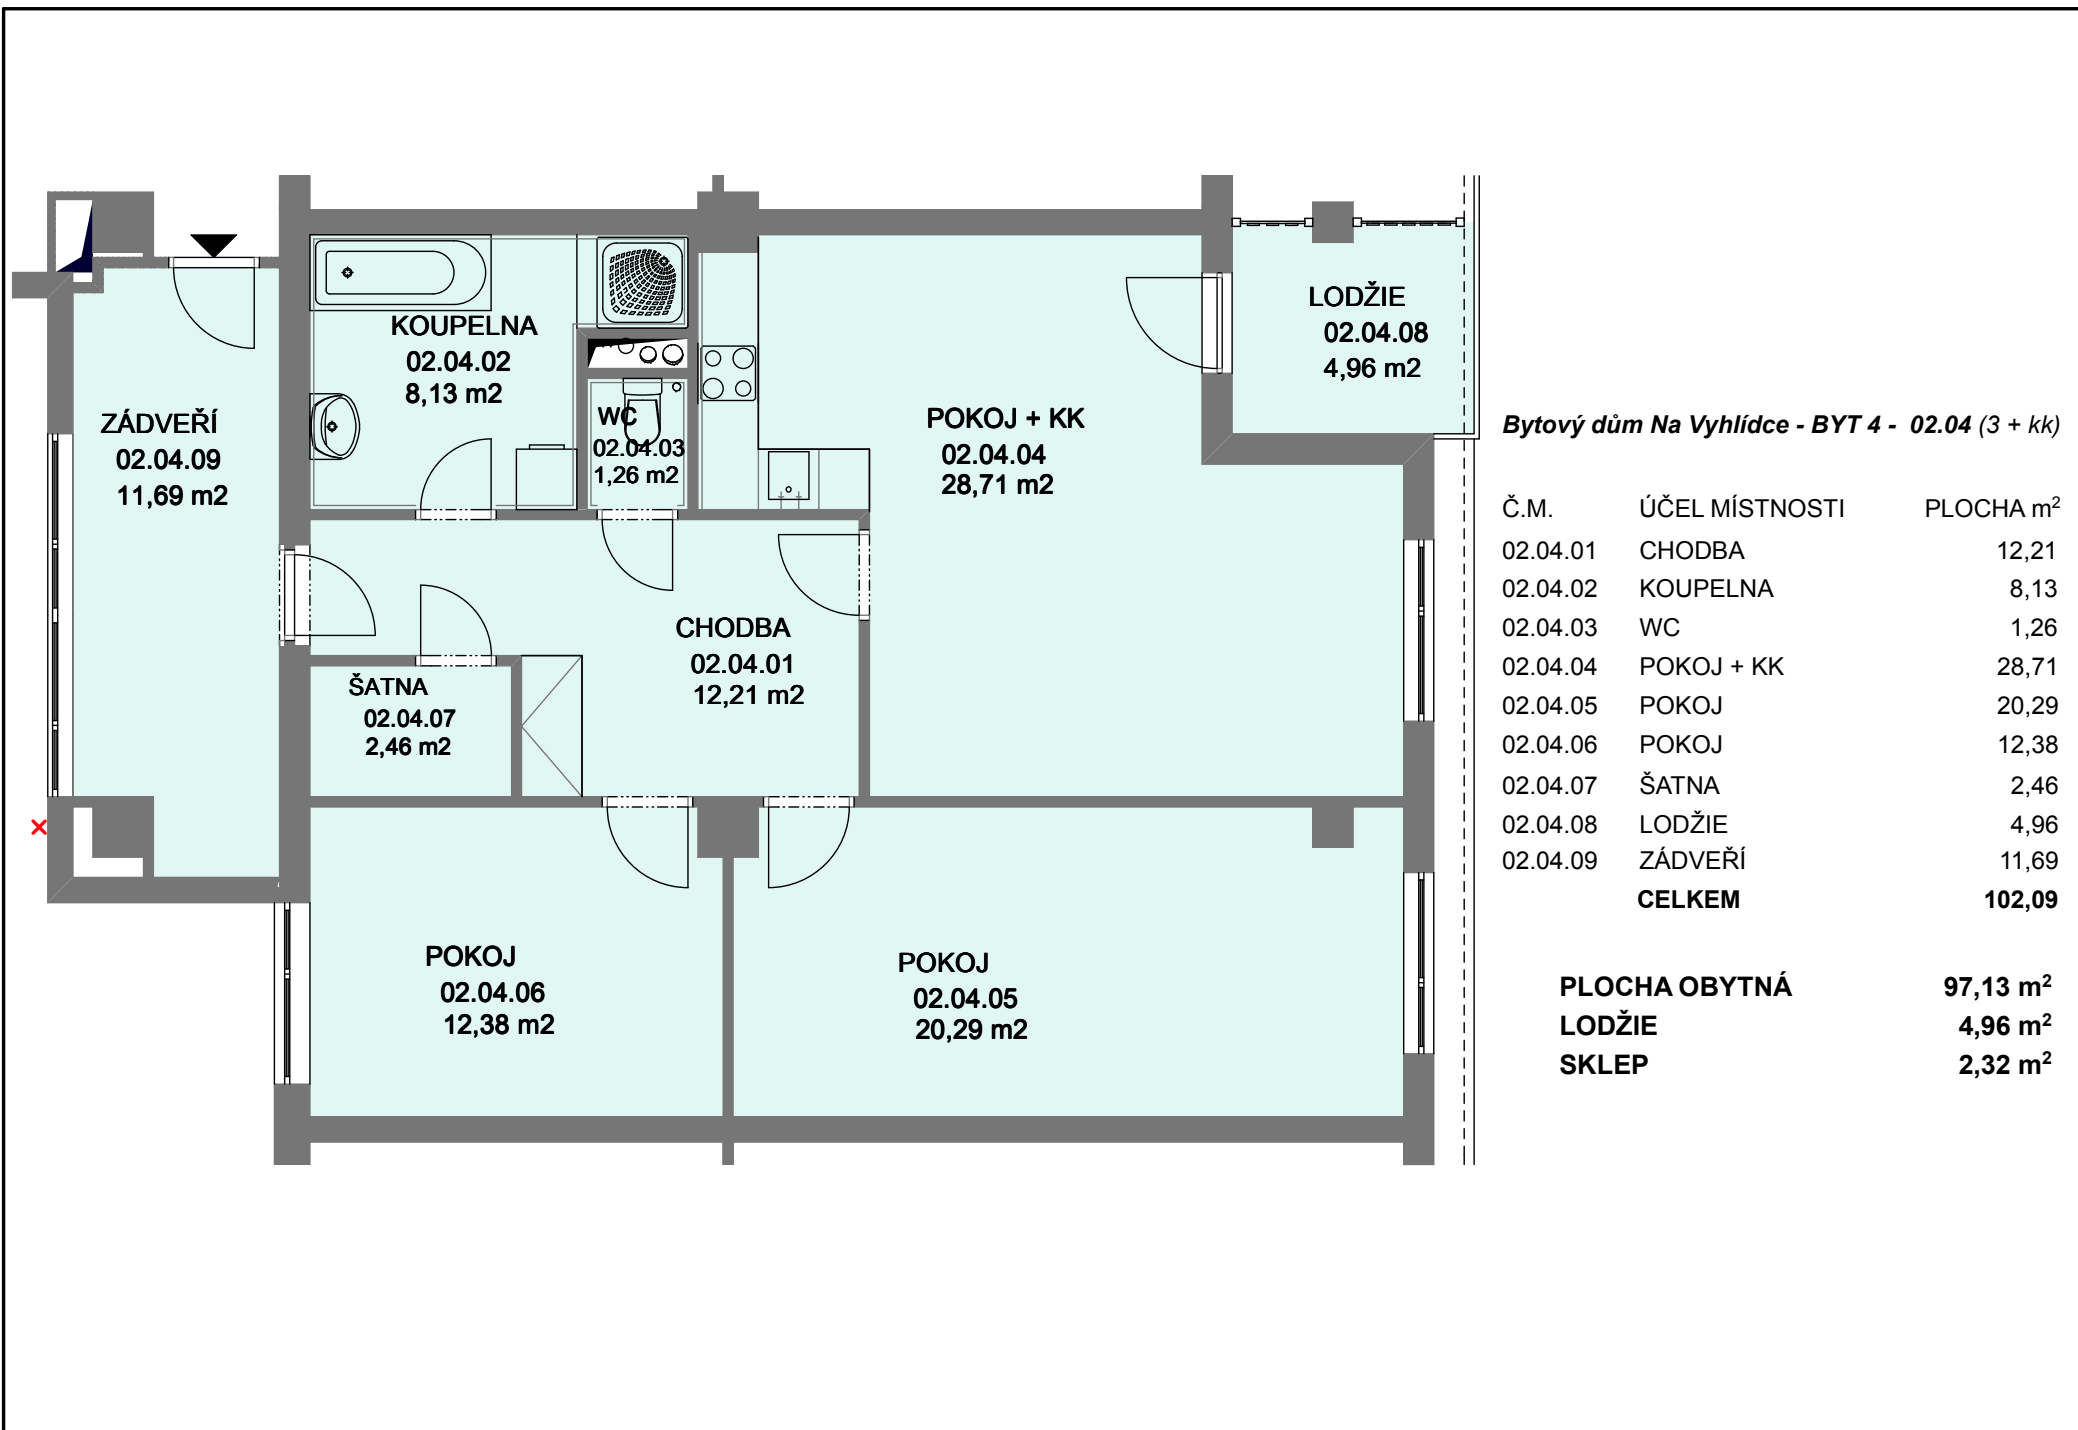 KOUPELNA
02.04.02
8,13 m2
LODŽIE
02.04.08
4,96 m2
ZÁDVEŘÍ
02.04.09
11,69 m2
WC
02.04.03
1,26 m2
POKOJ + KK
02.04.04
28,71 m2
CHODBA
02.04.01
12,21 m2
ŠATNA
02.04.07
2,46 m2
POKOJ
02.04.06
12,38 m2
POKOJ
02.04.05
20,29 m2
Bytový dům Na Vyhlídce - BYT 4 - 02.04 (3 + kk)
Č.M. ÚČEL MÍSTNOSTI PLOCHA m²
02.04.01 CHODBA 12,21
02.04.02 KOUPELNA 8,13
02.04.03 WC 1,26
02.04.04 POKOJ + KK 28,71
02.04.05 POKOJ 20,29
02.04.06 POKOJ 12,38
02.04.07 ŠATNA 2,46
02.04.08 LODŽIE 4,96
02.04.09 ZÁDVEŘÍ 11,69
CELKEM 102,09
PLOCHA OBYTNÁ 97,13 m²
LODŽIE 4,96 m²
SKLEP 2,32 m²